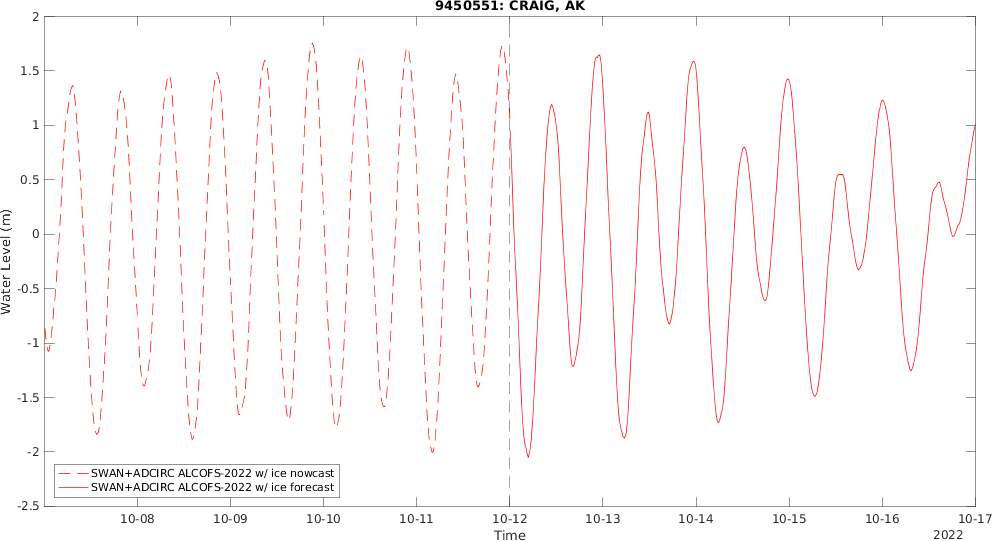 9450551: CRAIG, AK
Water Level (m)
2
1.5
1
0.5
0
-0.5
-1
-1.5
-2
-2.5
SWAN+ADCIRC ALCOFS-2022 w/ ice nowcast
SWAN+ADCIRC ALCOFS-2022 w/ ice forecast
10-08 10-09 10-10 10-11 10-12 10-13 10-14 10-15 10-16 10-17
Time
2022